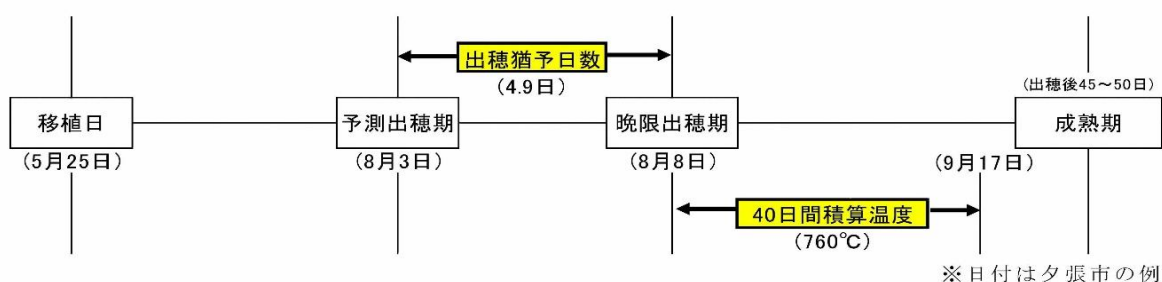 出穂猶予日数
(4.9日)
(出穂後45～50日)
移植日
予測出穂期
晩限出穂期
成熟期
(5月25日)
(8月3日)
(8月8日)
(9月17日)
40日間積算温度
(760℃)
※日付は夕張市の例